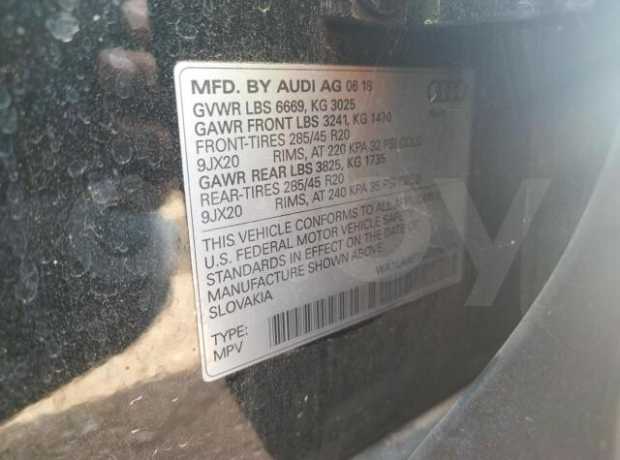 MFD. BY AUDI AG 06 16
GVWR LBS 6669, KG 3025
GAWR FRONT LBS 3241, KG 1470
FRONT-TIRES 285/45 R20
9JX20 RIMS, AT 220 KPA 32 PSI COLD
GAWR REAR LBS 3825, KG 1735
REAR-TIRES 285/45 R20
9JX20 RIMS, AT 240 KPA 35 PSI COLD
THIS VEHICLE CONFORMS TO ALL APPLICABLE
U.S. FEDERAL MOTOR VEHICLE SAFETY
STANDARDS IN EFFECT ON THE DATE OF
MANUFACTURE SHOWN ABOVE.
SLOVAKIA
TYPE:
MPV